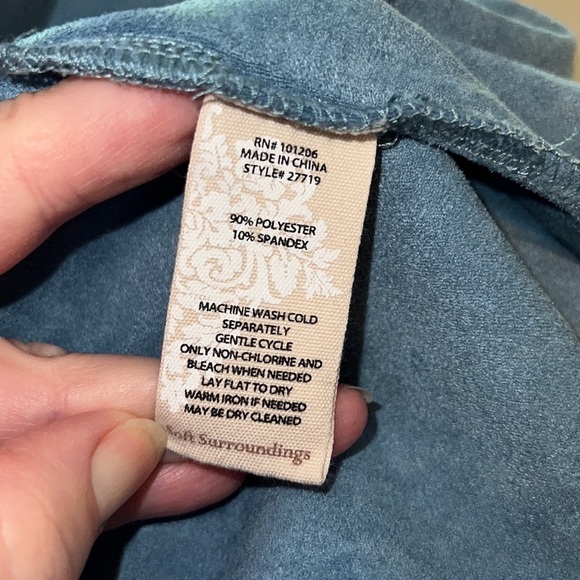 RN# 101206
MADE IN CHINA
STYLE# 27719
90% POLYESTER
10% SPANDEX
MACHINE WASH COLD
SEPARATELY
GENTLE CYCLE
ONLY NON-CHLORINE AND
BLEACH WHEN NEEDED
LAY FLAT TO DRY
WARM IRON IF NEEDED
MAY BE DRY CLEANED
Soft Surroundings